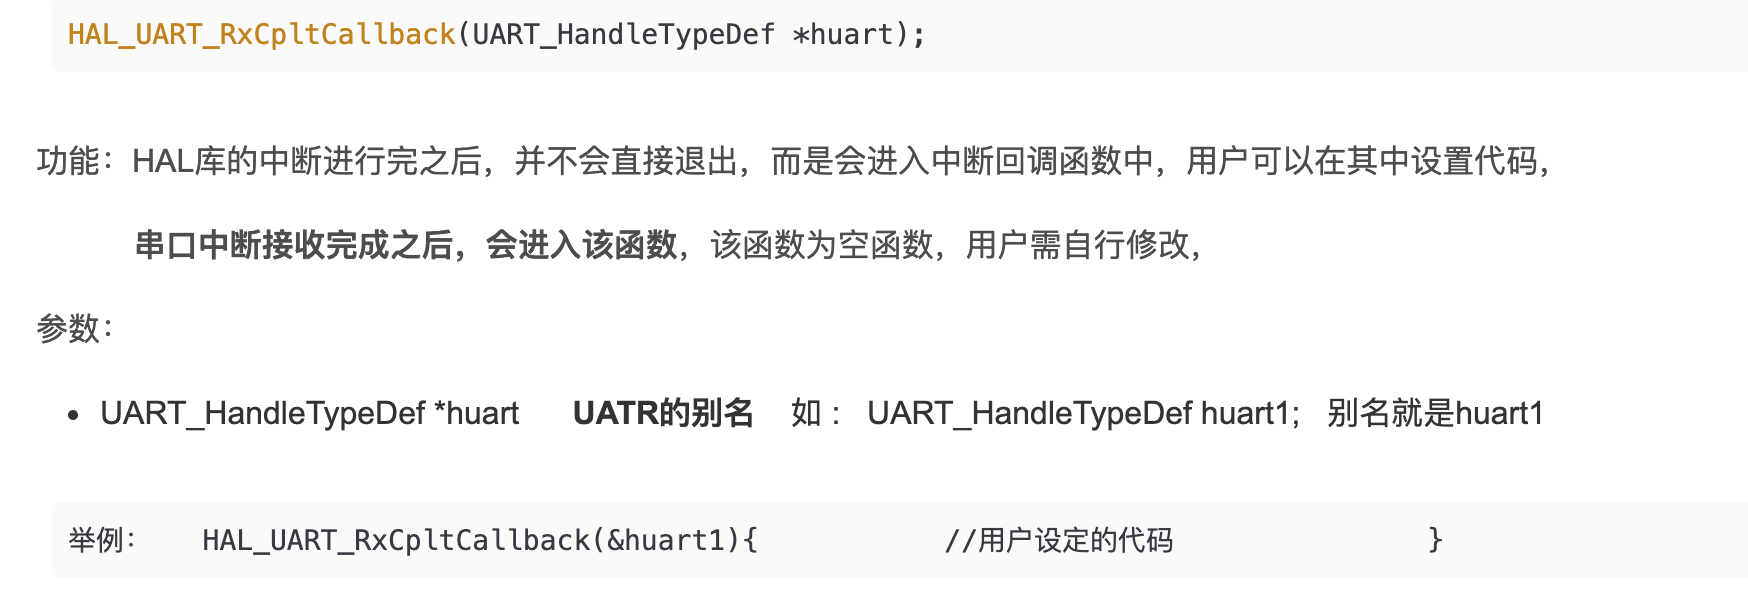 HAL_UART_RxCpltCallback(UART_HandleTypeDef *huart);
功能：HAL库的中断进行完之后，并不会直接退出，而是会进入中断回调函数中，用户可以在其中设置代码，
串口中断接收完成之后，会进入该函数，该函数为空函数，用户需自行修改，
参数：
• UART_HandleTypeDef *huart UATR的别名 如 : UART_HandleTypeDef huart1; 别名就是huart1
举例： HAL_UART_RxCpltCallback(&huart1){ //用户设定的代码 }